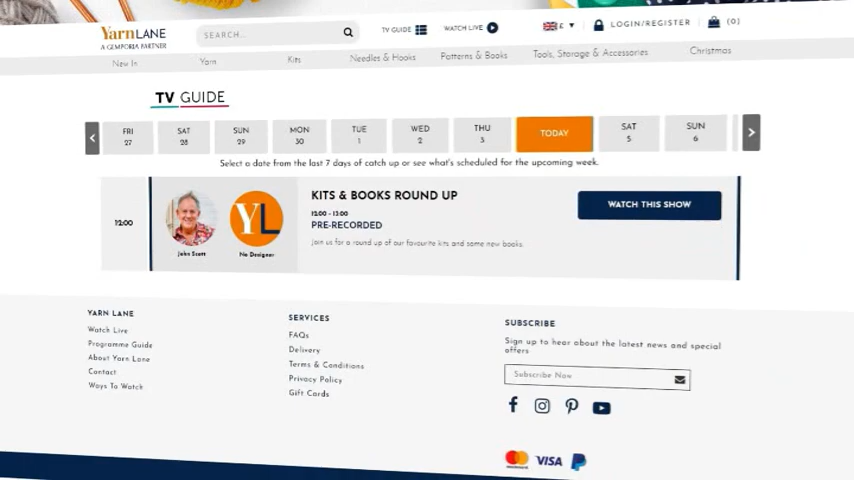 YarnLANE
A GEMPORIA PARTNER
SEARCH...
TV GUIDE
WATCH LIVE
£
LOGIN/REGISTER
(0)
New In
Yarn
Kits
Needles & Hooks
Patterns & Books
Tools, Storage & Accessories
Christmas
TV GUIDE
FRI
27
SAT
28
SUN
29
MON
30
TUE
1
WED
2
THU
3
TODAY
SAT
5
SUN
6
Select a date from the last 7 days of catch up or see what's scheduled for the upcoming week.
12:00
YL
John Scott
No Designer
KITS & BOOKS ROUND UP
12:00 - 13:00
PRE-RECORDED
Join us for a round up of our favourite kits and some new books.
WATCH THIS SHOW
YARN LANE
Watch Live
Programme Guide
About Yarn Lane
Contact
Ways To Watch
SERVICES
FAQs
Delivery
Terms & Conditions
Privacy Policy
Gift Cards
SUBSCRIBE
Sign up to hear about the latest news and special
offers
Subscribe Now
VISA